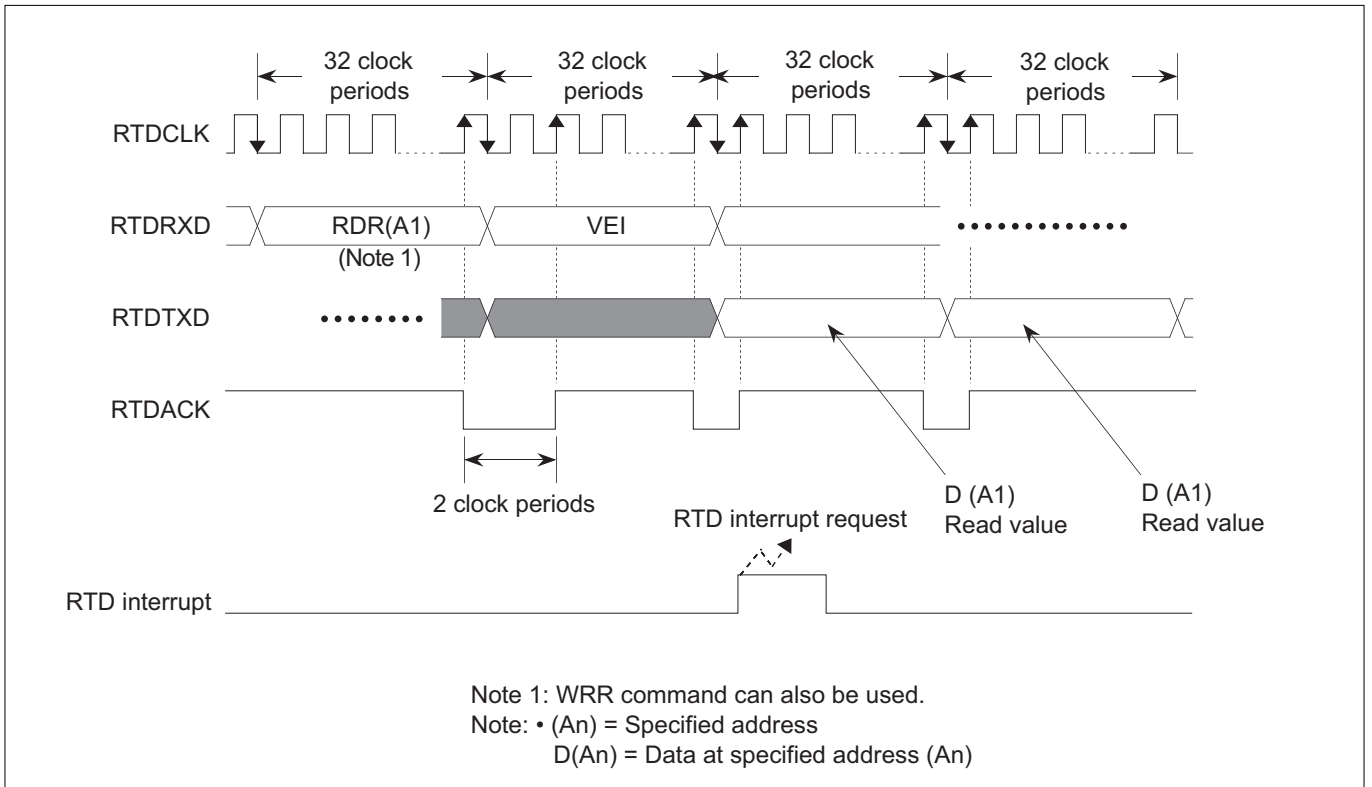 32 clock periods
32 clock periods
32 clock periods
32 clock periods
RTDCLK
RTDRXD
RDR(A1)
(Note 1)
VEI
RTDTXD
RTDACK
2 clock periods
D (A1)
Read value
D (A1)
Read value
RTD interrupt request
RTD interrupt
Note 1: WRR command can also be used.
Note: • (An) = Specified address
D(An) = Data at specified address (An)